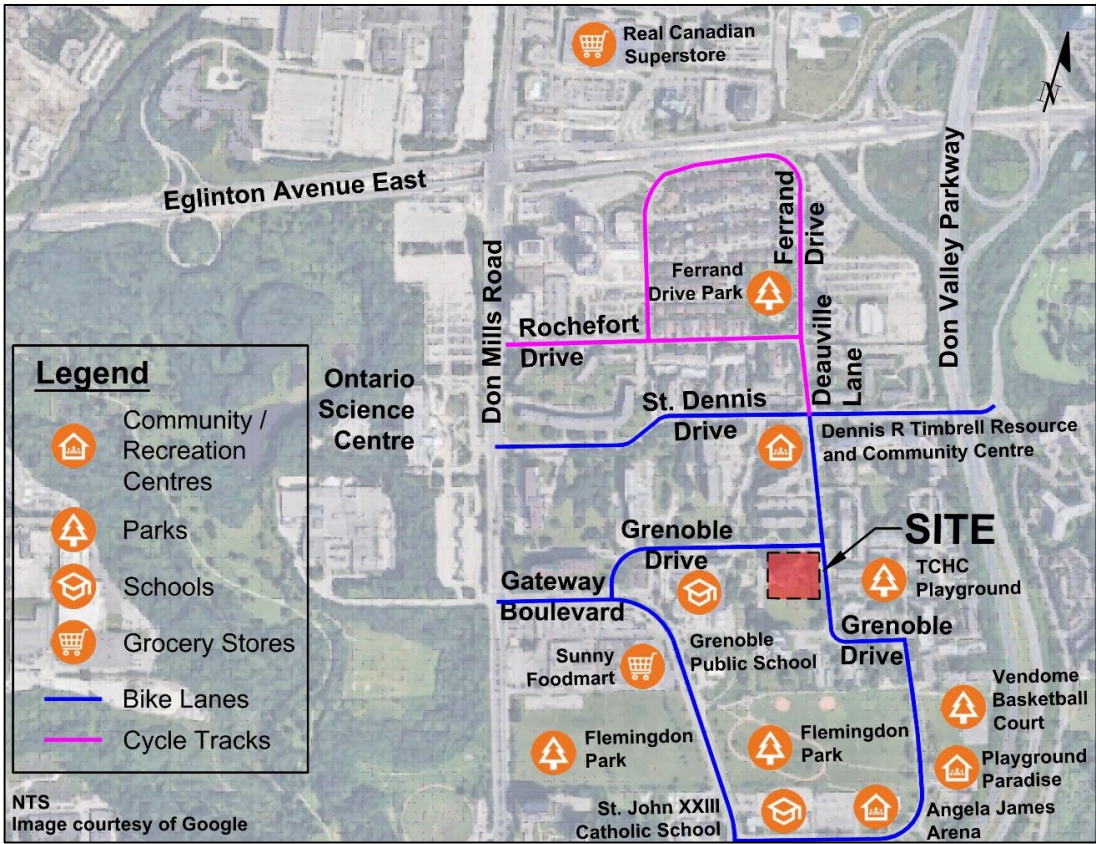 Real Canadian
Superstore
N
Eglinton Avenue East
Don Mills Road
Ferrand
Drive
Don Valley Parkway
Ferrand
Drive Park
Rochefort
Drive
Deauville
Lane
Legend
Community /
Recreation
Centres
Parks
Schools
Grocery Stores
Bike Lanes
Cycle Tracks
Ontario
Science
Centre
St. Dennis
Drive
Dennis R Timbrell Resource
and Community Centre
Grenoble
Drive
SITE
Gateway
Boulevard
TCHC
Playground
Grenoble
Public School
Grenoble
Drive
Sunny
Foodmart
Vendome
Basketball
Court
Flemingdon
Park
Flemingdon
Park
Playground
Paradise
St. John XXIII
Catholic School
Angela James
Arena
NTS
Image courtesy of Google